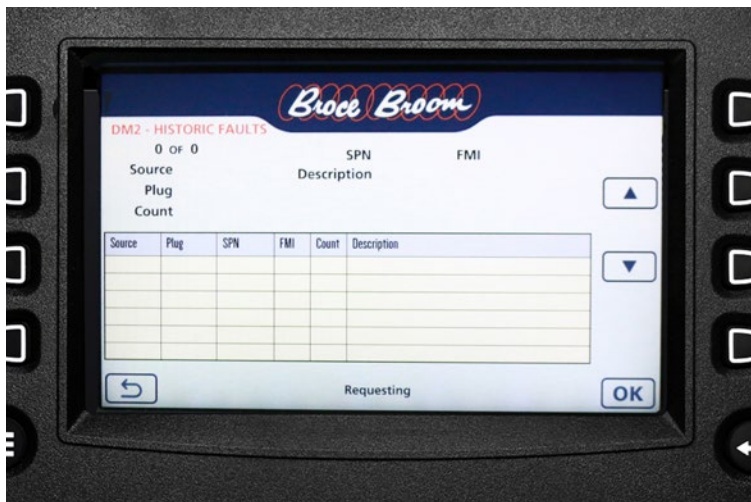 Broce Broom
DM2 - HISTORIC FAULTS
0 OF 0
SPN FMI
Source Description
Plug
Count
Source Plug SPN FMI Count Description
Requesting OK